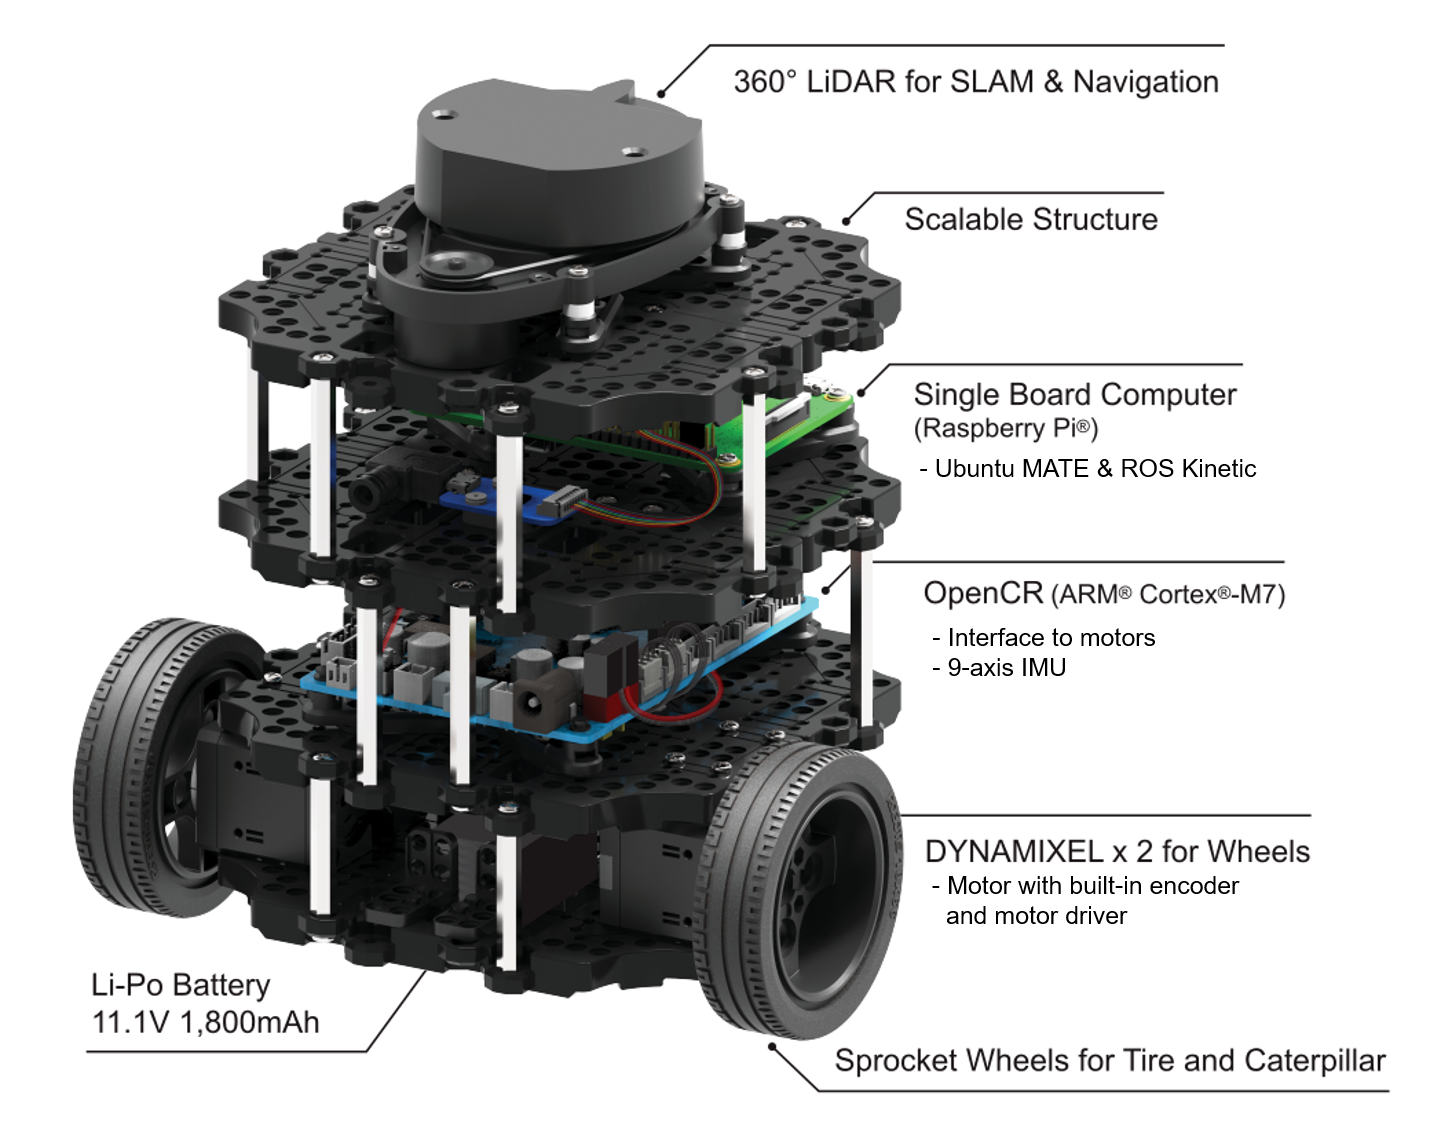 360° LiDAR for SLAM & Navigation
Scalable Structure
Single Board Computer
(Raspberry Pi®)
- Ubuntu MATE & ROS Kinetic
OpenCR (ARM® Cortex®-M7)
- Interface to motors
- 9-axis IMU
DYNAMIXEL x 2 for Wheels
- Motor with built-in encoder
and motor driver
Li-Po Battery
11.1V 1,800mAh
Sprocket Wheels for Tire and Caterpillar